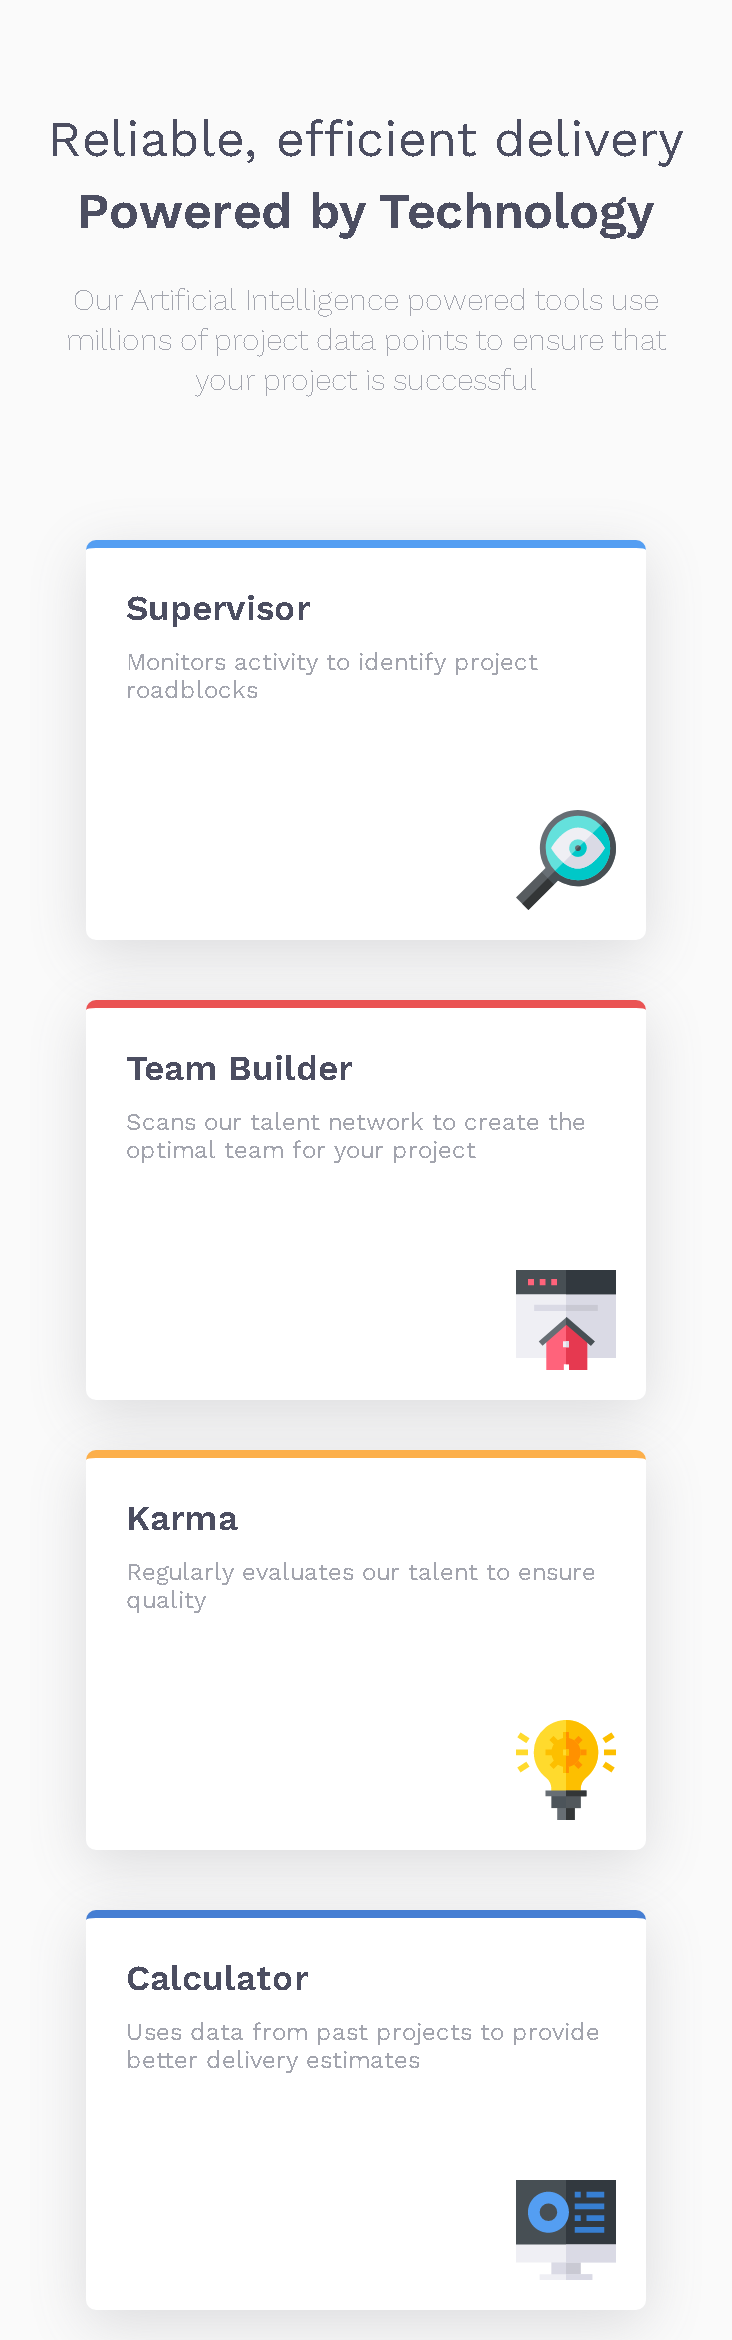 Reliable, efficient delivery
Powered by Technology
Our Artificial Intelligence powered tools use
millions of project data points to ensure that
your project is successful
Supervisor
Monitors activity to identify project
roadblocks
Team Builder
Scans our talent network to create the
optimal team for your project
Karma
Regularly evaluates our talent to ensure
quality
Calculator
Uses data from past projects to provide
better delivery estimates